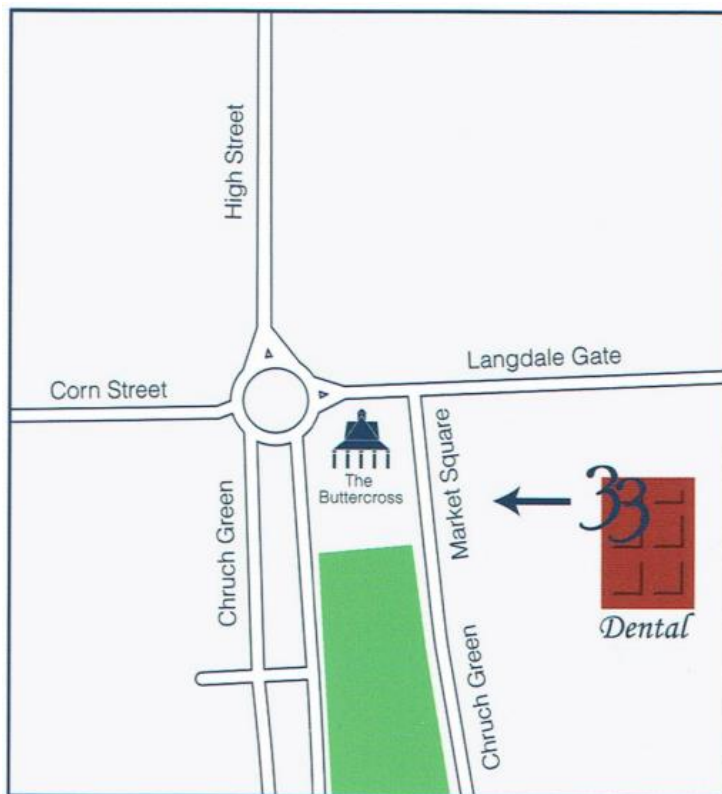 High Street
Langdale Gate
Corn Street
The
Buttercross
Market Square
33
Dental
Chruch Green
Chruch Green